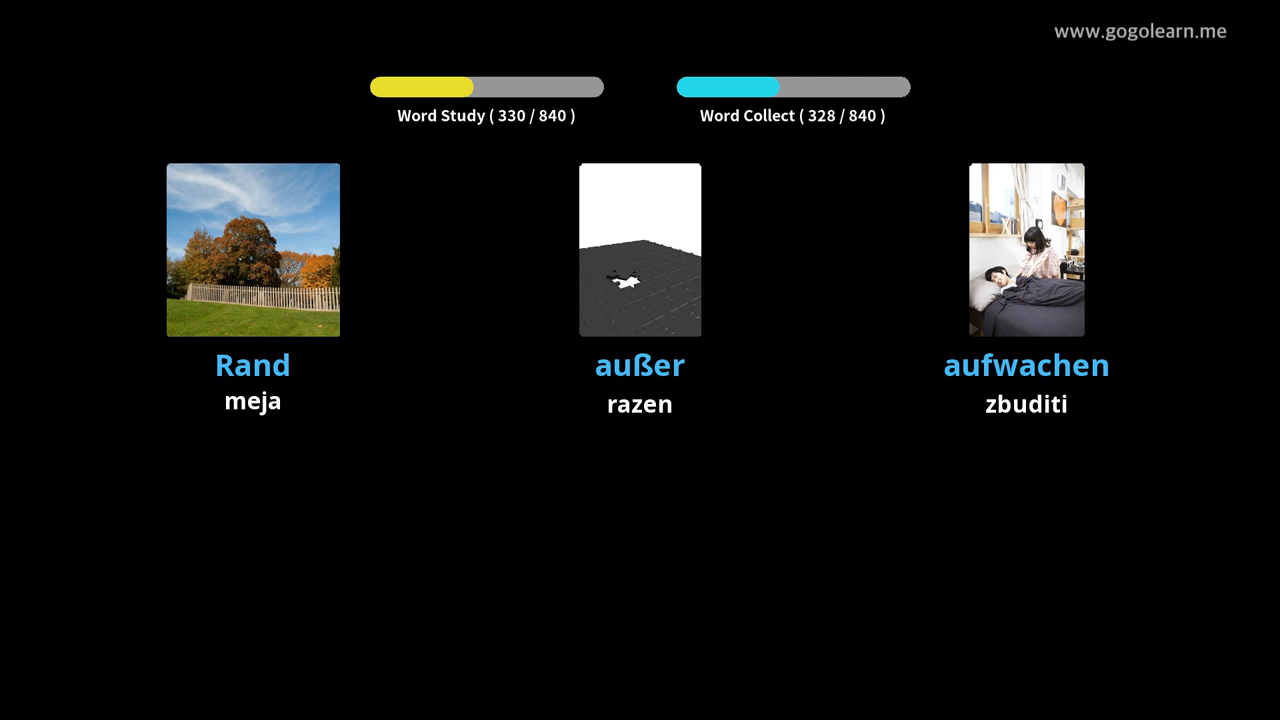 www.gogolearn.me
Word Study ( 330 / 840 )
Word Collect ( 328 / 840 )
Rand
meja
außer
razen
aufwachen
zbuditi